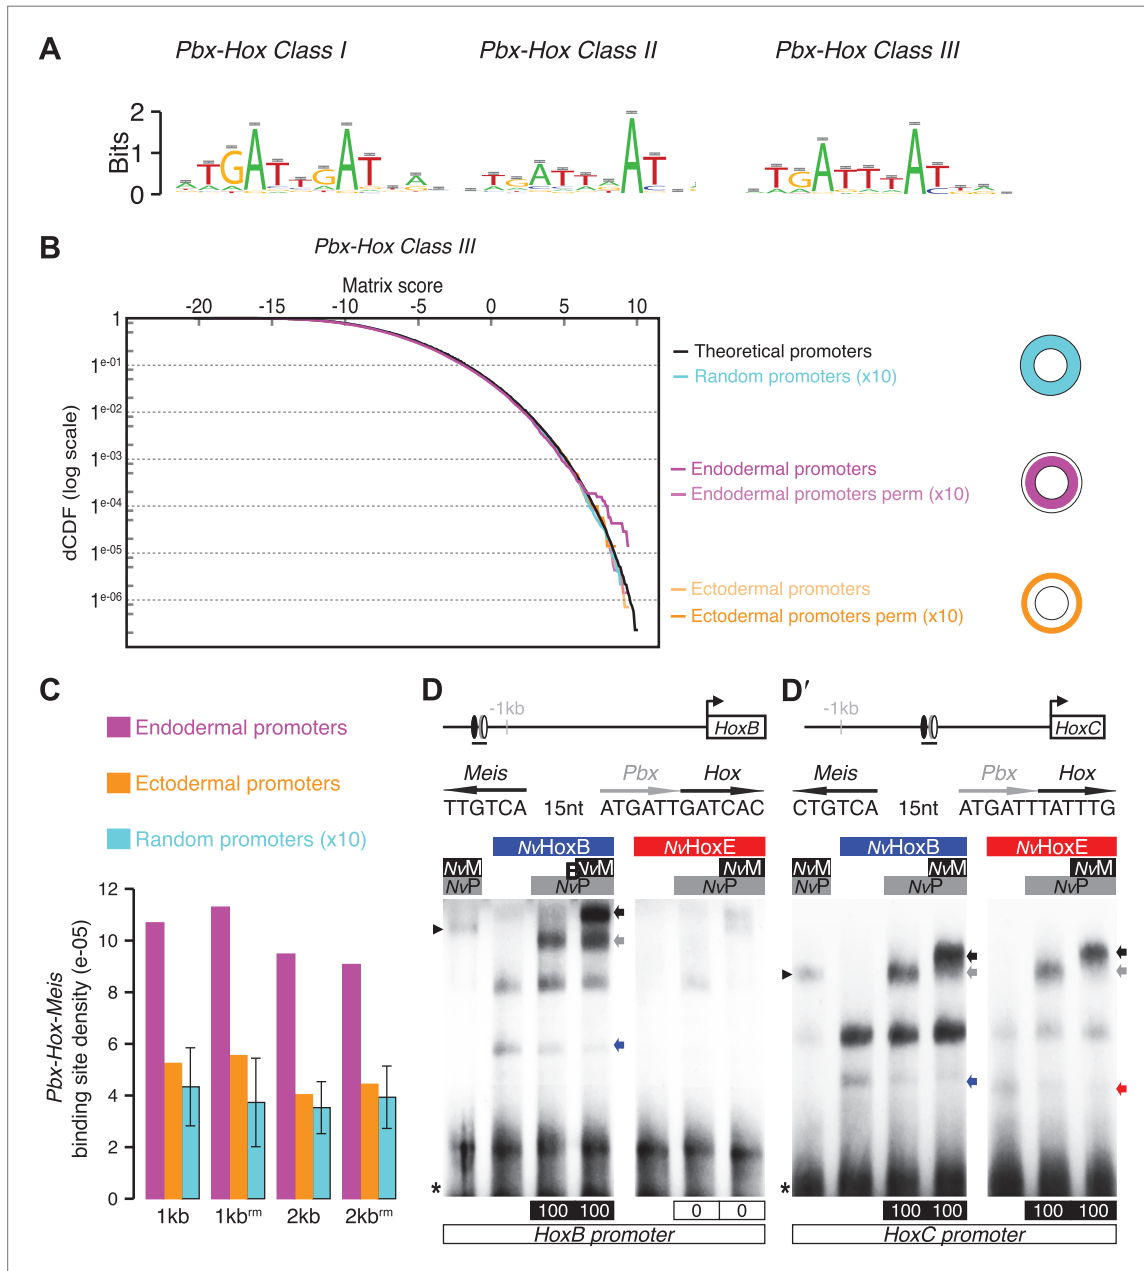 A
Pbx-Hox Class I
Pbx-Hox Class II
Pbx-Hox Class III
Bits
2
1
0
B
Pbx-Hox Class III
Matrix score
-20 -15 -10 -5 0 5 10
dCDF (log scale)
1
1e-01
1e-02
1e-03
1e-04
1e-05
1e-06
Theoretical promoters
Random promoters (x10)
Endodermal promoters
Endodermal promoters perm (x10)
Ectodermal promoters
Ectodermal promoters perm (x10)
C
Endodermal promoters
Ectodermal promoters
Random promoters (x10)
Pbx-Hox-Meis
binding site density (e-05)
12
10
8
6
4
2
0
1kb 1kbrm 2kb 2kbrm
D
-1kb
HoxB
Meis Pbx Hox
TTGTCA 15nt ATGATTGATCAC
NvHoxB NvHoxE
NvM NvM NvM
NvP NvP NvP
*
100 100 0 0
HoxB promoter
D′
-1kb
HoxC
Meis Pbx Hox
CTGTCA 15nt ATGATTTATTTG
NvHoxB NvHoxE
NvM NvM NvM
NvP NvP NvP
*
100 100 100 100
HoxC promoter